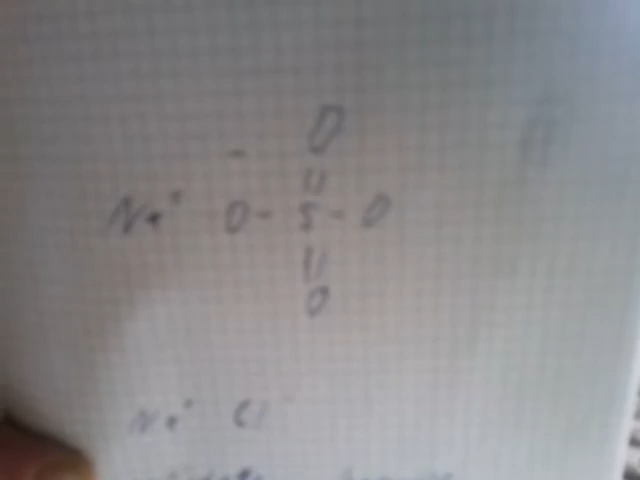 - O
||
Na+ O - S - O
||
O
Na+ Cl-